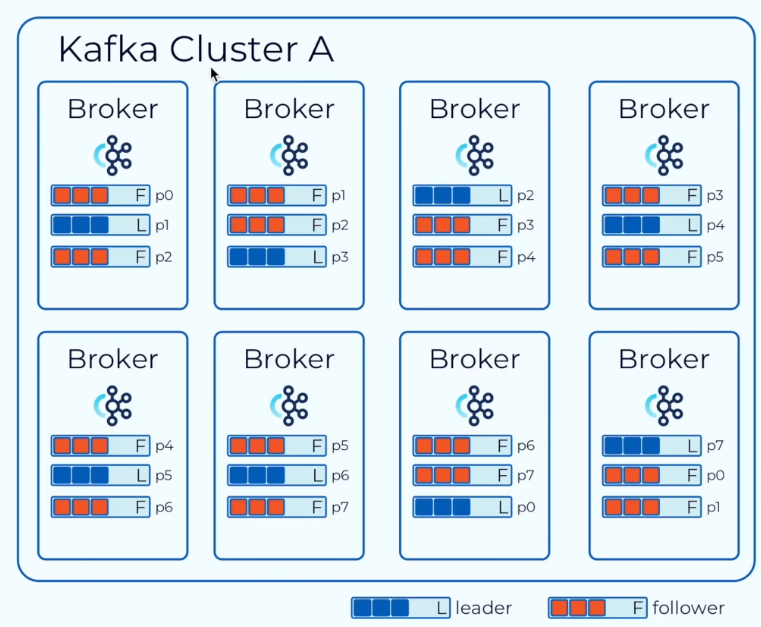 Kafka Cluster A
Broker
F p0
L p1
F p2
Broker
F p1
F p2
L p3
Broker
L p2
F p3
F p4
Broker
F p3
L p4
F p5
Broker
F p4
L p5
F p6
Broker
F p5
L p6
F p7
Broker
F p6
F p7
L p0
Broker
L p7
F p0
F p1
L leader
F follower